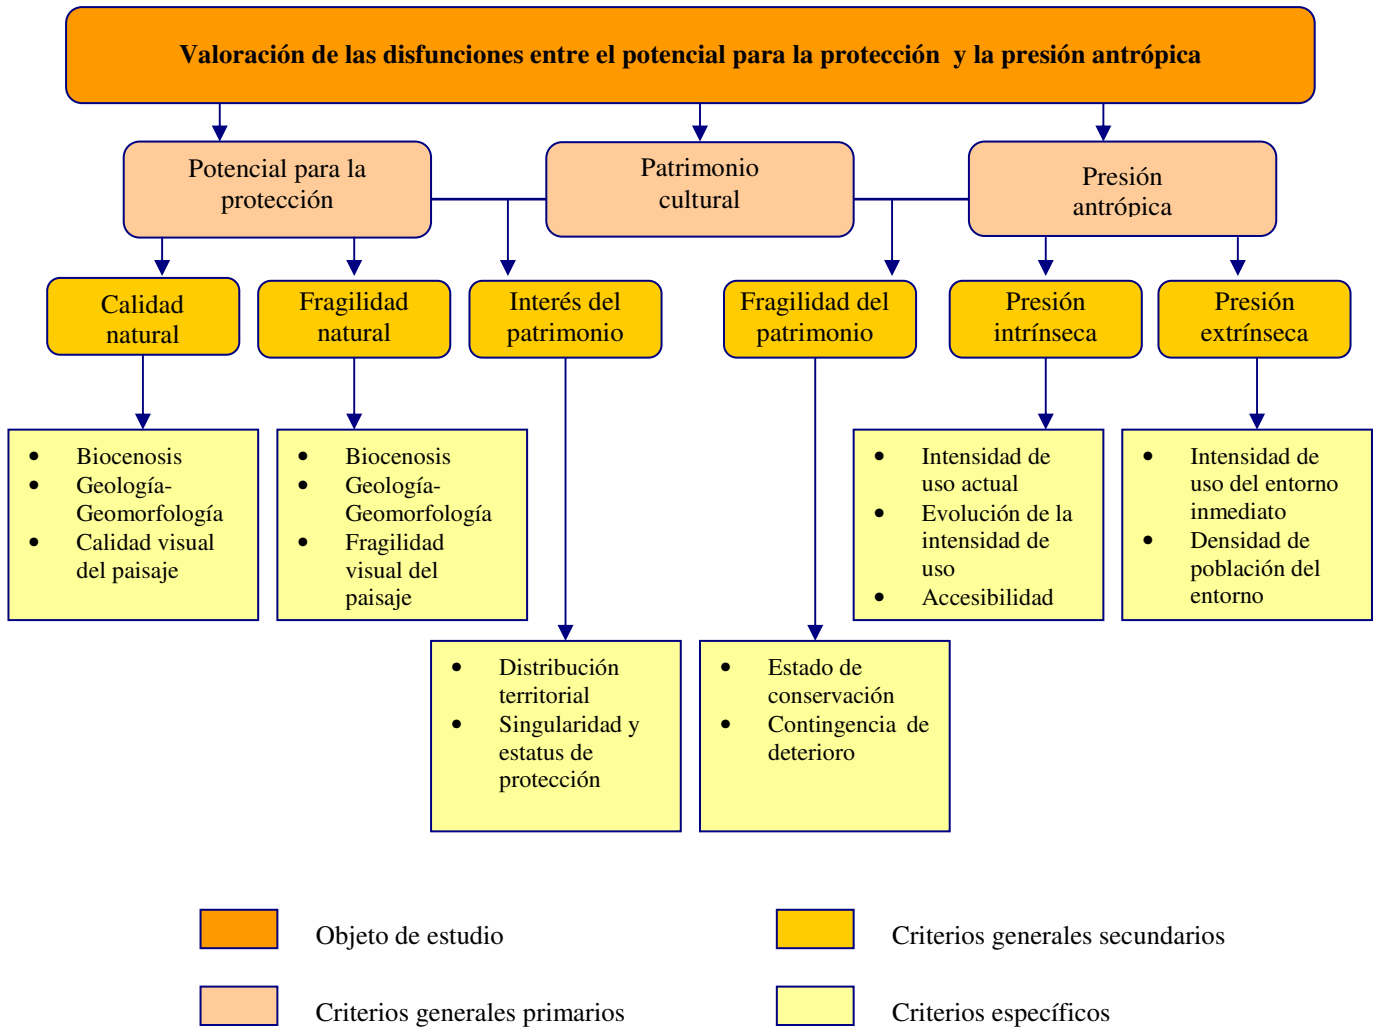 Valoración de las disfunciones entre el potencial para la protección y la presión antrópica
Potencial para la
protección
Patrimonio
cultural
Presión
antrópica
Calidad
natural
Fragilidad
natural
Interés del
patrimonio
Fragilidad del
patrimonio
Presión
intrínseca
Presión
extrínseca
• Biocenosis
• Geología-
Geomorfología
• Calidad visual
del paisaje
• Biocenosis
• Geología-
Geomorfología
• Fragilidad
visual del
paisaje
• Intensidad de
uso actual
• Evolución de la
intensidad de
uso
• Accesibilidad
• Intensidad de
uso del entorno
inmediato
• Densidad de
población del
entorno
• Distribución
territorial
• Singularidad y
estatus de
protección
• Estado de
conservación
• Contingencia de
deterioro
Objeto de estudio
Criterios generales secundarios
Criterios generales primarios
Criterios específicos